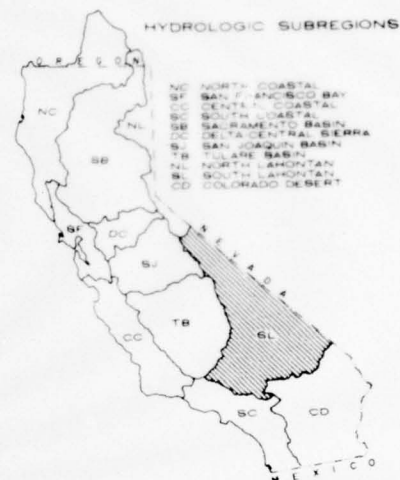 HYDROLOGIC SUBREGIONS
OREGON
NC NORTH COASTAL
SF SAN FRANCISCO BAY
CC CENTRAL COASTAL
SC SOUTH COASTAL
SB SACRAMENTO BASIN
DC DELTA-CENTRAL SIERRA
SJ SAN JOAQUIN BASIN
TB TULARE BASIN
NL NORTH LAHONTAN
SL SOUTH LAHONTAN
CD COLORADO DESERT
NC
NL
SB
SF
DC
NEVADA
SJ
TB
SL
CC
SC
CD
MEXICO